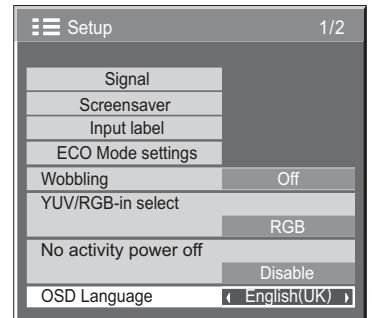 Setup 1/2
Signal
Screensaver
Input label
ECO Mode settings
Wobbling Off
YUV/RGB-in select
RGB
No activity power off
Disable
OSD Language English(UK)